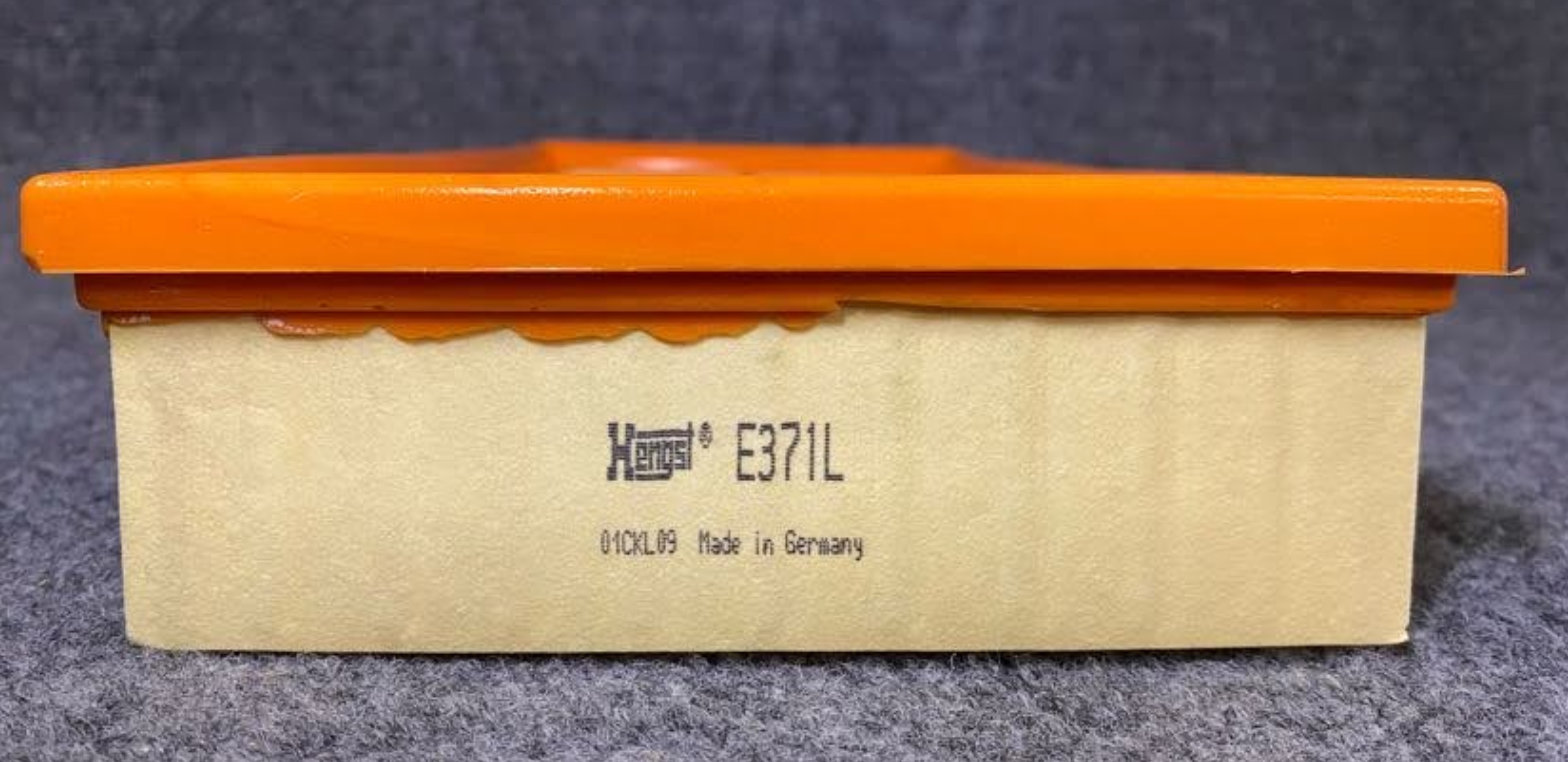 Hengst® E371L
01CKL09 Made in Germany